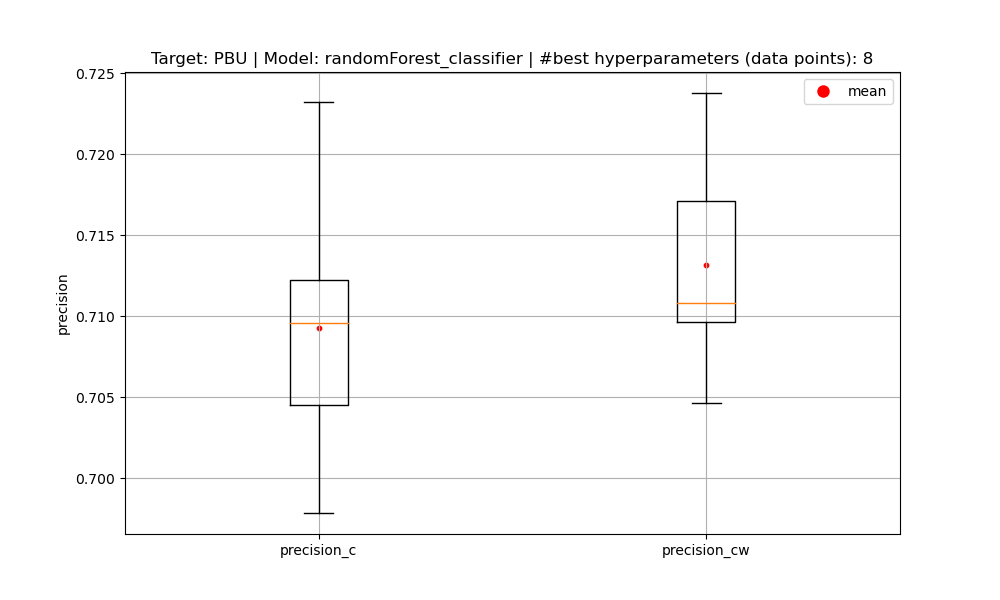 Target: PBU | Model: randomForest_classifier | #best hyperparameters (data points): 8
mean
0.725
0.720
0.715
0.710
0.705
0.700
precision
precision_c
precision_cw